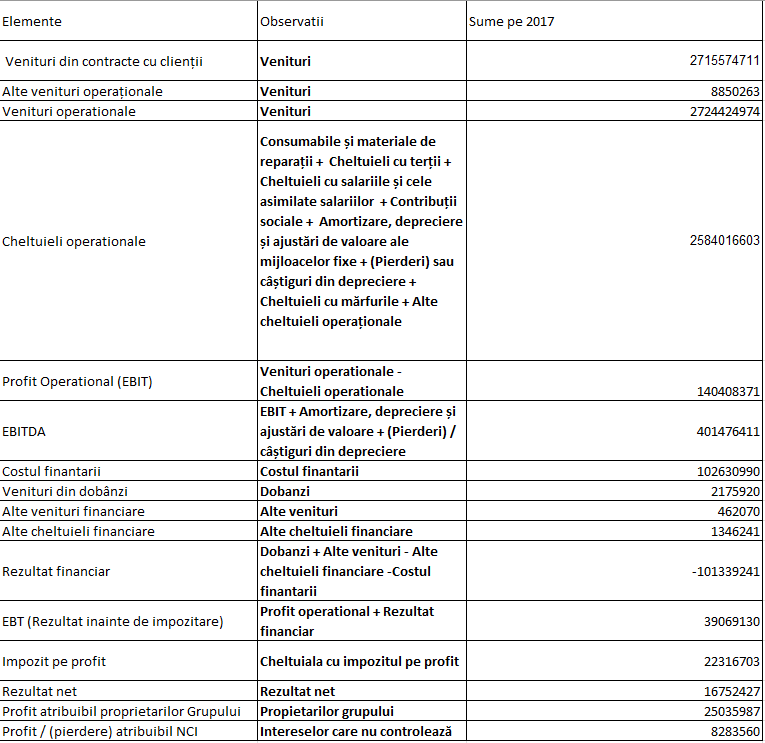 Elemente Observatii Sume pe 2017
Venituri din contracte cu clienții Venituri 2715574711
Alte venituri operaționale Venituri 8850263
Venituri operationale Venituri 2724424974
Cheltuieli operationale
Consumabile și materiale de
reparații + Cheltuieli cu terții +
Cheltuieli cu salariile și cele
asimilate salariilor + Contribuții
sociale + Amortizare, depreciere
și ajustări de valoare ale
mijloacelor fixe + (Pierderi) sau
câștiguri din depreciere +
Cheltuieli cu mărfurile + Alte
cheltuieli operaționale
2584016603
Profit Operational (EBIT)
Venituri operationale -
Cheltuieli operationale
140408371
EBITDA
EBIT + Amortizare, depreciere și
ajustări de valoare + (Pierderi) /
câștiguri din depreciere
401476411
Costul finantarii Costul finantarii 102630990
Venituri din dobânzi Dobanzi 2175920
Alte venituri financiare Alte venituri 462070
Alte cheltuieli financiare Alte cheltuieli financiare 1346241
Rezultat financiar
Dobanzi + Alte venituri - Alte
cheltuieli financiare -Costul
finantarii
-101339241
EBT (Rezultat inainte de impozitare)
Profit operational + Rezultat
financiar
39069130
Impozit pe profit Cheltuiala cu impozitul pe profit 22316703
Rezultat net Rezultat net 16752427
Profit atribuibil proprietarilor Grupului Propietarilor grupului 25035987
Profit / (pierdere) atribuibil NCI Intereselor care nu controlează 8283560